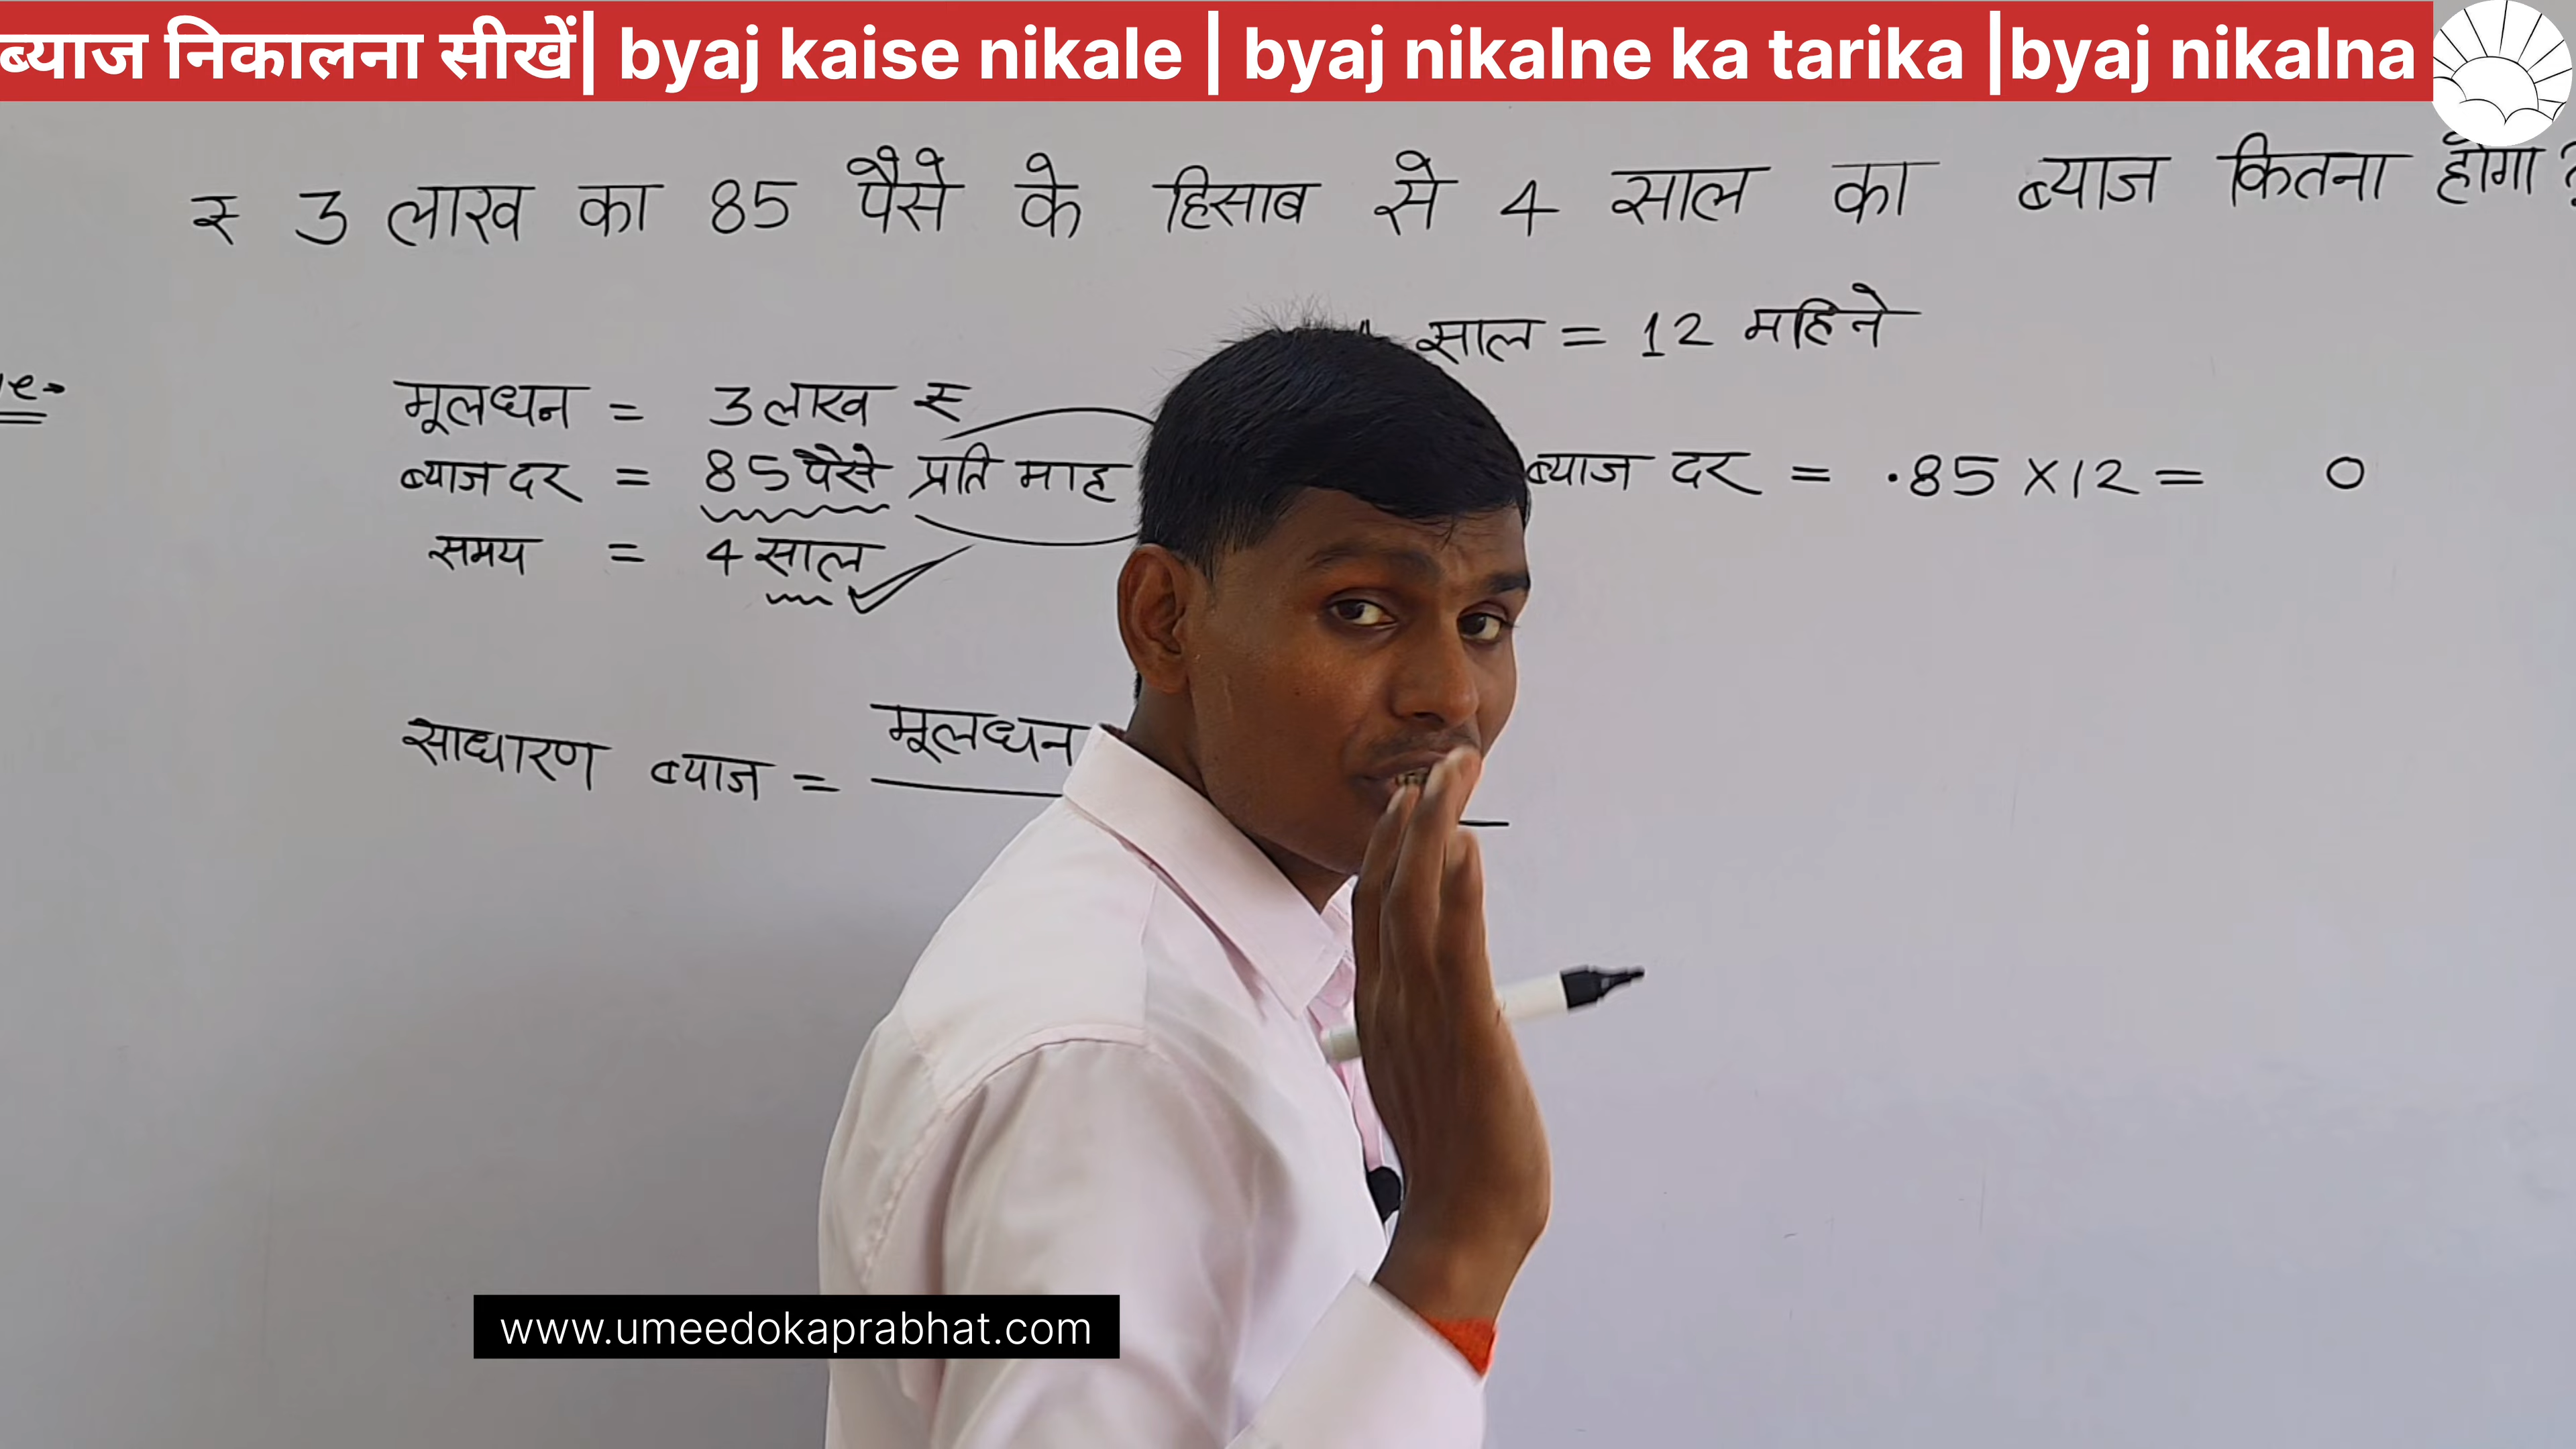 ब्याज निकालना सीखें| byaj kaise nikale | byaj nikalne ka tarika |byaj nikalna
₹ 3 लाख का 85 पैसे के हिसाब से 4 साल का ब्याज कितना होगा?
साल = 12 महिने
मूलधन = 3 लाख ₹
ब्याज दर = 85 पैसे प्रति माह
ब्याज दर = .85 × 12 = 0
समय = 4 साल
साधारण ब्याज = मूलधन
www.umeedokaprabhat.com